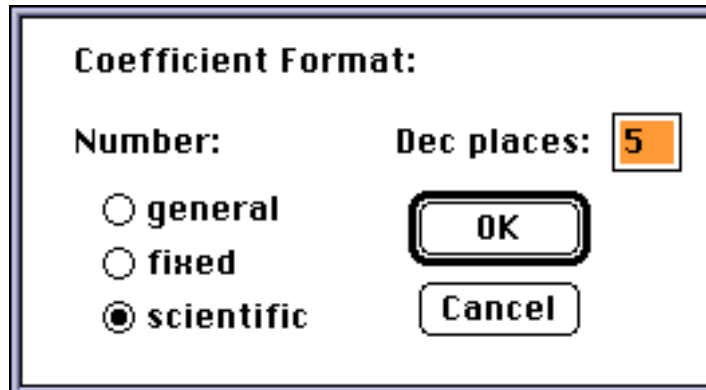 Coefficient Format:
Number:
Dec places: 5
general
OK
fixed
Cancel
scientific